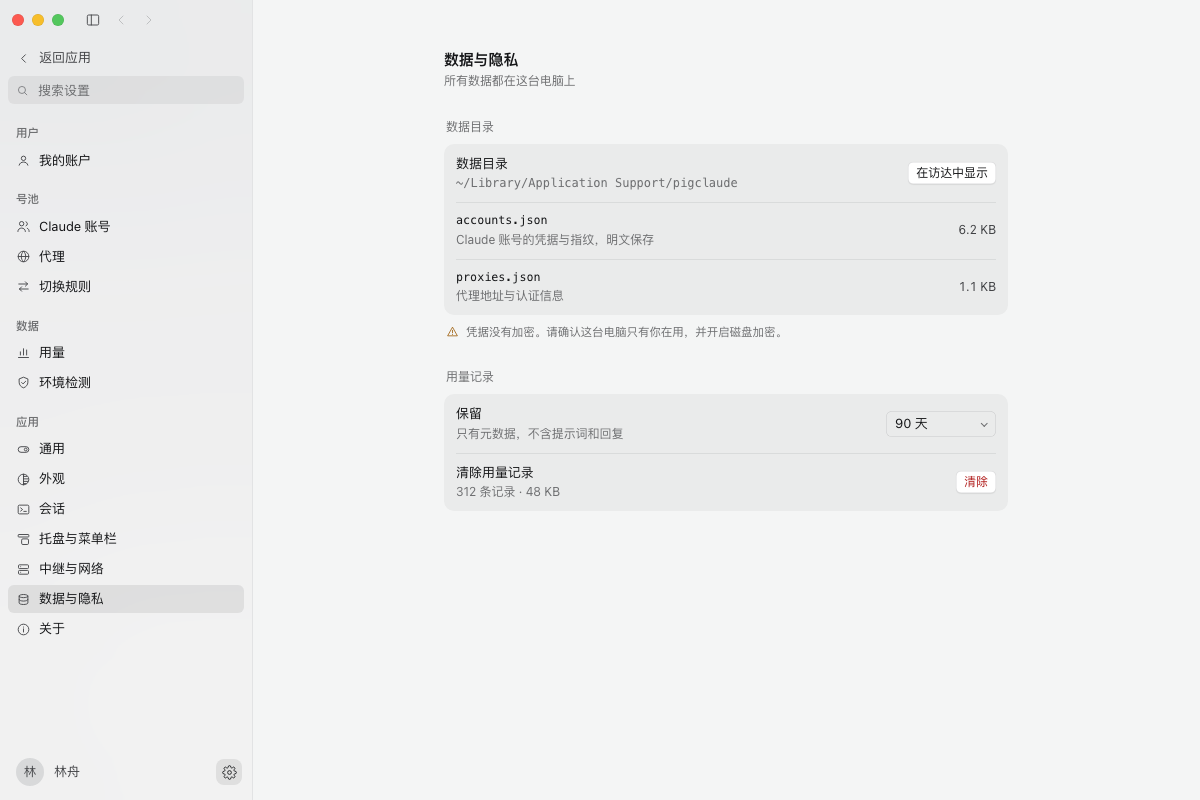 返回应用
搜索设置
用户
我的账户
号池
Claude 账号
代理
切换规则
数据
用量
环境检测
应用
通用
外观
会话
托盘与菜单栏
中继与网络
数据与隐私
关于
林 林舟
数据与隐私
所有数据都在这台电脑上
数据目录
数据目录
~/Library/Application Support/pigclaude
在访达中显示
accounts.json
Claude 账号的凭据与指纹，明文保存
6.2 KB
proxies.json
代理地址与认证信息
1.1 KB
凭据没有加密。请确认这台电脑只有你在用，并开启磁盘加密。
用量记录
保留
只有元数据，不含提示词和回复
90 天
清除用量记录
312 条记录 · 48 KB
清除